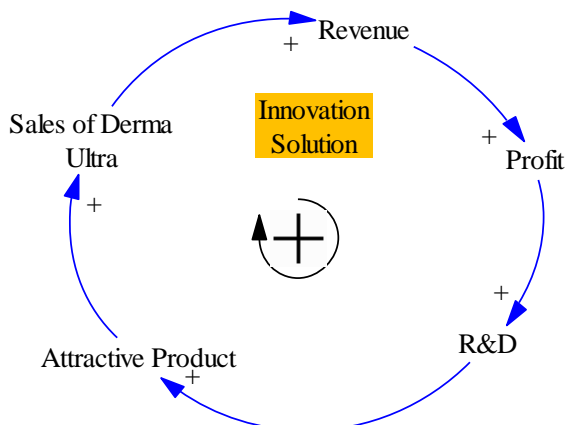 Revenue
+
Innovation
Solution
Sales of Derma
Ultra
+
Profit
+
+
+
R&D
Attractive Product
+